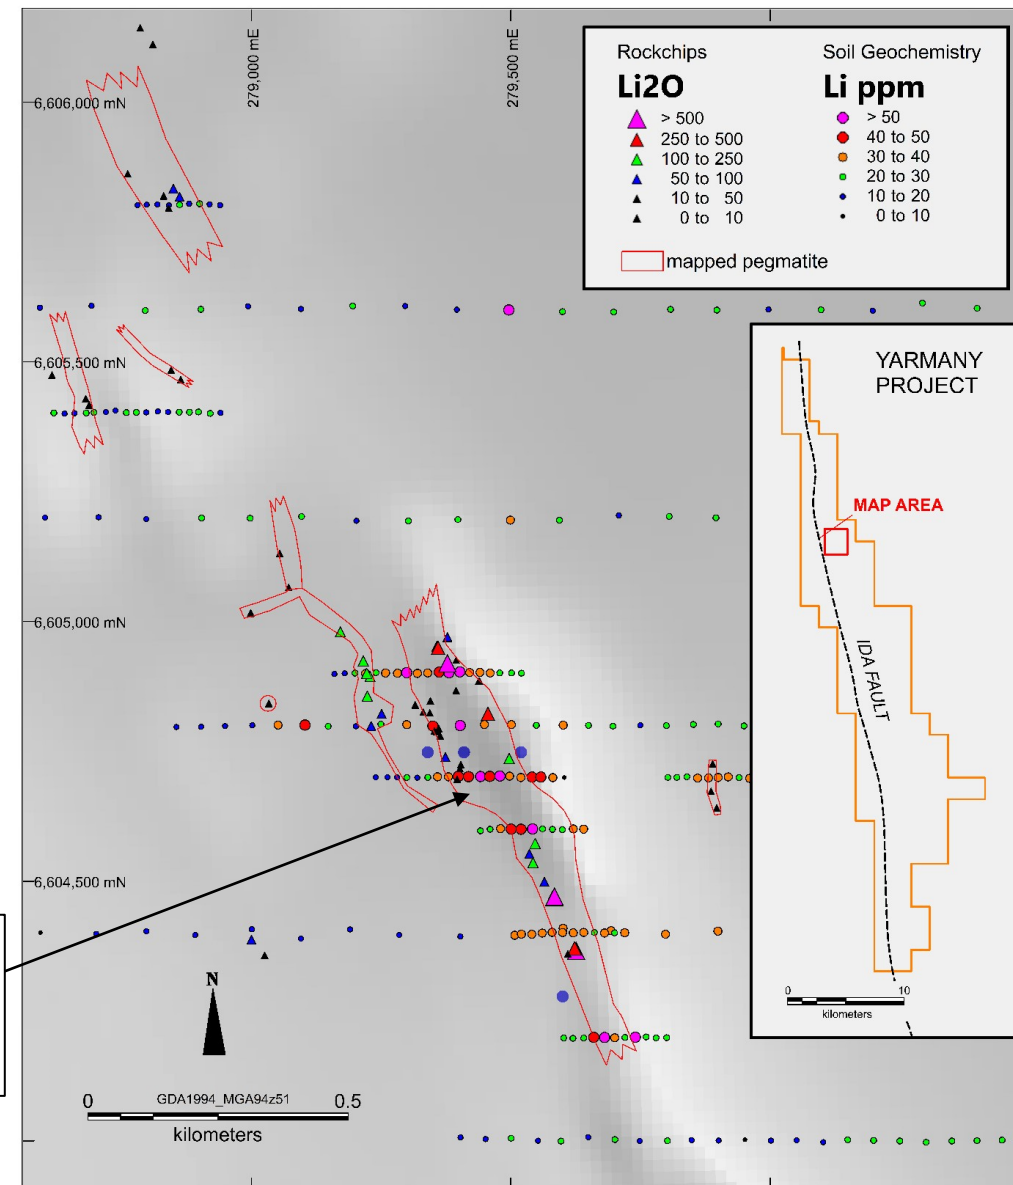 279,000 mE
279,500 mE
6,606,000 mN
6,605,500 mN
6,605,000 mN
6,604,500 mN
Rockchips
Li2O
> 500
250 to 500
100 to 250
50 to 100
10 to 50
0 to 10
Soil Geochemistry
Li ppm
> 50
40 to 50
30 to 40
20 to 30
10 to 20
0 to 10
mapped pegmatite
YARMANY
PROJECT
MAP AREA
IDA FAULT
0 10
kilometers
N
0 GDA1994_MGA94z51 0.5
kilometers